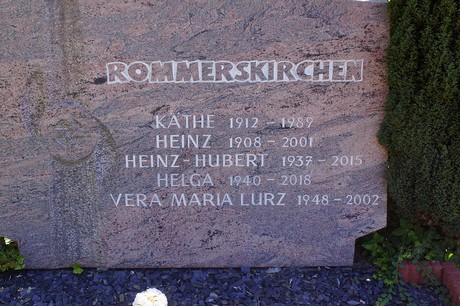 ROMMERSKIRCHEN
KÄTHE 1912 - 1989
HEINZ 1908 - 2001
HEINZ-HUBERT 1937 - 2015
HELGA 1940 - 2018
VERA MARIA LURZ 1948 - 2002